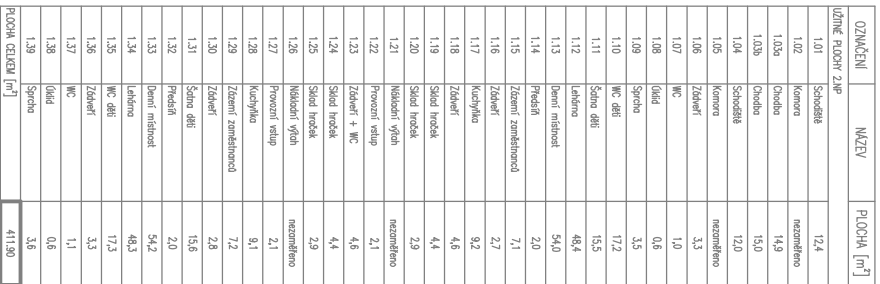 OZNAČENÍ NÁZEV PLOCHA [m²]
UŽITNÉ PLOCHY 2.NP
1.01 Schodiště 12,4
1.02 Komora nezaměřeno
1.03a Chodba 14,9
1.03b Chodba 15,0
1.04 Schodiště 12,0
1.05 Komora nezaměřeno
1.06 Zádveří 3,3
1.07 WC 1,0
1.08 Úklid 0,6
1.09 Sprcha 3,5
1.10 WC děti 17,2
1.11 Šatna dětí 15,5
1.12 Lehárna 48,4
1.13 Denní místnost 54,0
1.14 Předsíň 2,0
1.15 Zázemí zaměstnanců 7,1
1.16 Zádveří 2,7
1.17 Kuchyňka 9,2
1.18 Zádveří 4,6
1.19 Sklad hraček 4,4
1.20 Sklad hraček 2,9
1.21 Nákladní výtah nezaměřeno
1.22 Provozní vstup 2,1
1.23 Zádveří + WC 4,6
1.24 Sklad hraček 4,4
1.25 Sklad hraček 2,9
1.26 Nákladní výtah nezaměřeno
1.27 Provozní vstup 2,1
1.28 Kuchyňka 9,1
1.29 Zázemí zaměstnanců 7,2
1.30 Zádveří 2,8
1.31 Šatna dětí 15,6
1.32 Předsíň 2,0
1.33 Denní místnost 54,2
1.34 Lehárna 48,3
1.35 WC děti 17,3
1.36 Zádveří 3,3
1.37 WC 1,1
1.38 Úklid 0,6
1.39 Sprcha 3,6
PLOCHA CELKEM [m²] 411.90